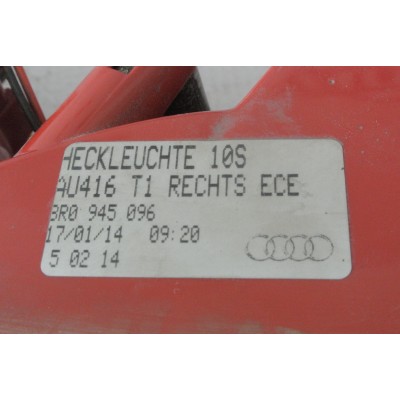 HECKLEUCHTE 10S
AU416 T1 RECHTS ECE
8R0 945 096
17/01/14 09:20
5 02 14